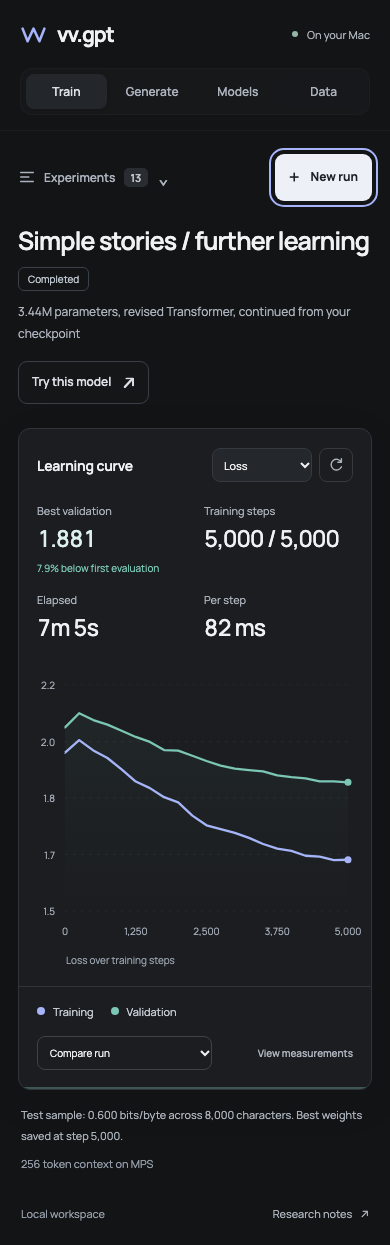 vv.gpt
On your Mac
Train Generate Models Data
Experiments 13
+ New run
Simple stories / further learning
Completed
3.44M parameters, revised Transformer, continued from your
checkpoint
Try this model
Learning curve
Loss
Best validation
1.881
7.9% below first evaluation
Training steps
5,000 / 5,000
Elapsed
7m 5s
Per step
82 ms
2.2
2.0
1.8
1.7
1.5
0 1,250 2,500 3,750 5,000
Loss over training steps
Training Validation
Compare run
View measurements
Test sample: 0.600 bits/byte across 8,000 characters. Best weights
saved at step 5,000.
256 token context on MPS
Local workspace
Research notes